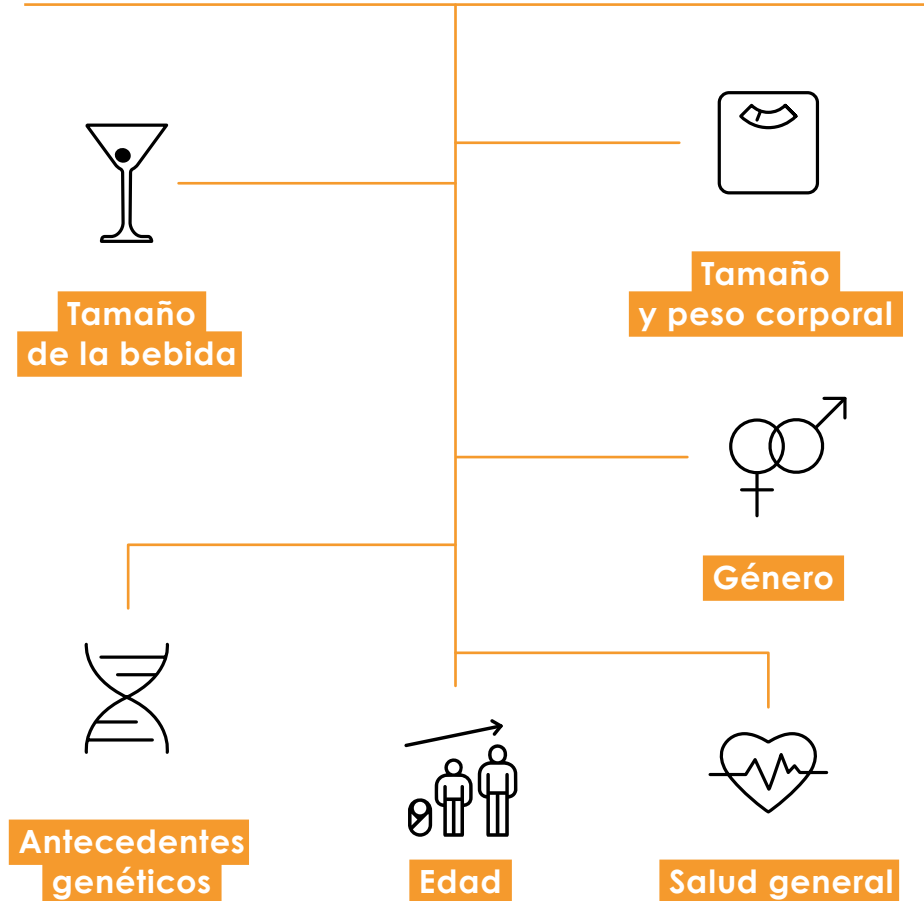 Tamaño
de la bebida
Tamaño
y peso corporal
Género
Antecedentes
genéticos
Edad
Salud general